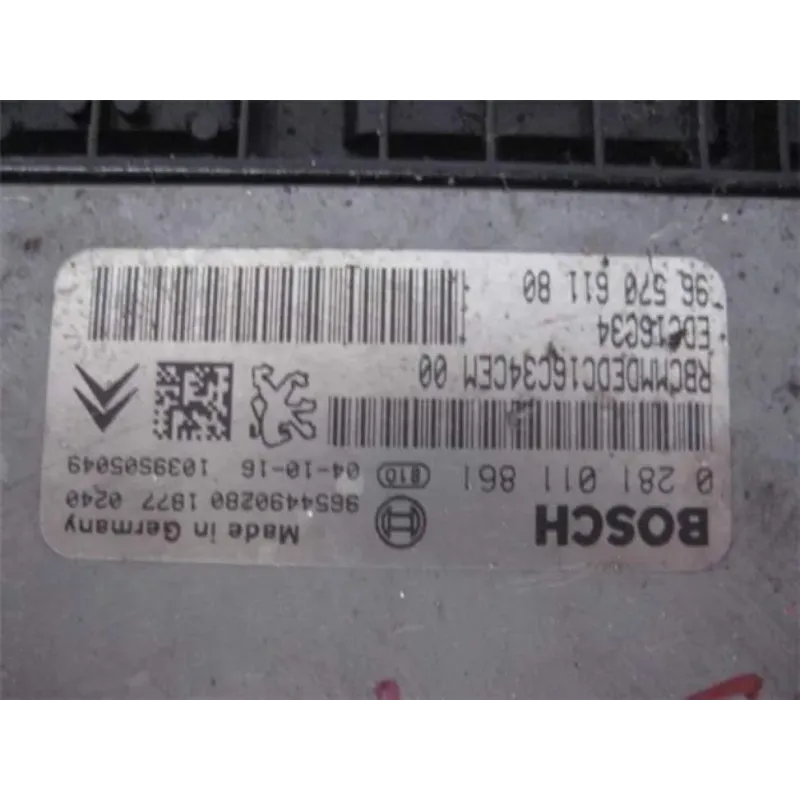 BOSCH
Made in Germany
9654490280 1877 0240
0 281 011 861
810
04-10-16 1039S05049
RBCMMDEDC16C34CEM 00
EDC16C34
96 570 611 80